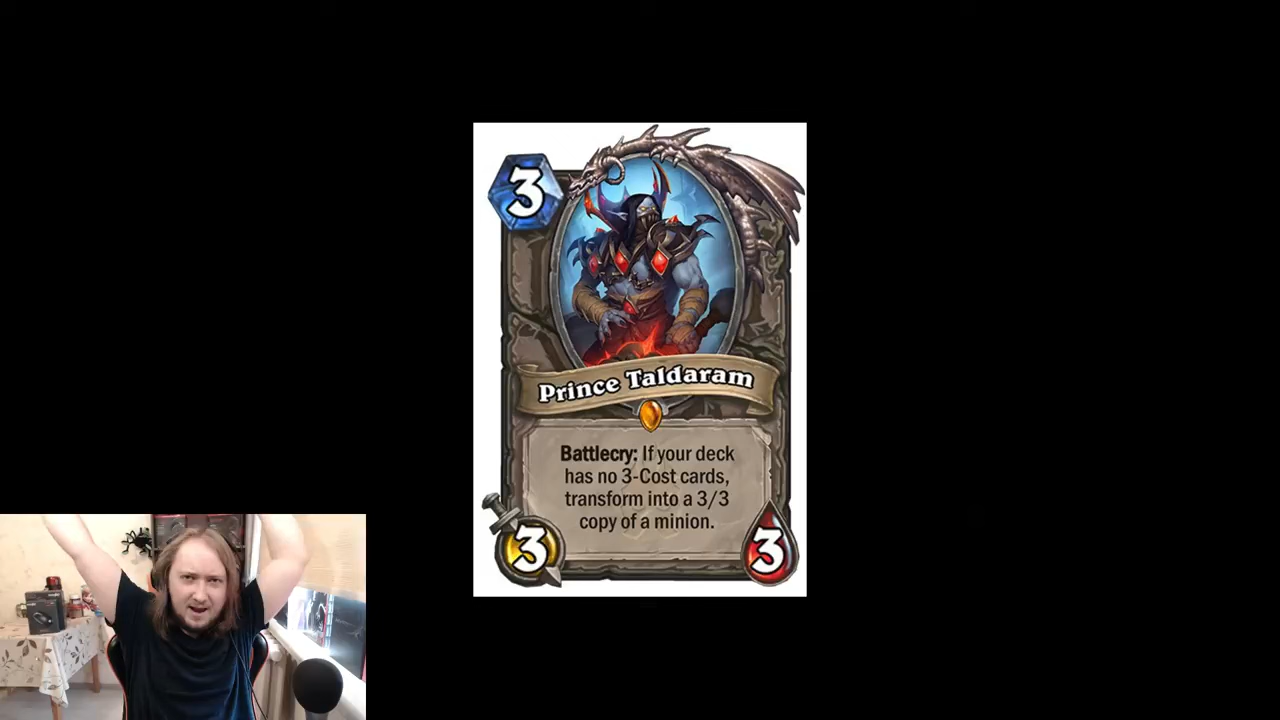 3
Prince Taldaram
Battlecry: If your deck
has no 3-Cost cards,
transform into a 3/3
copy of a minion.
3
3